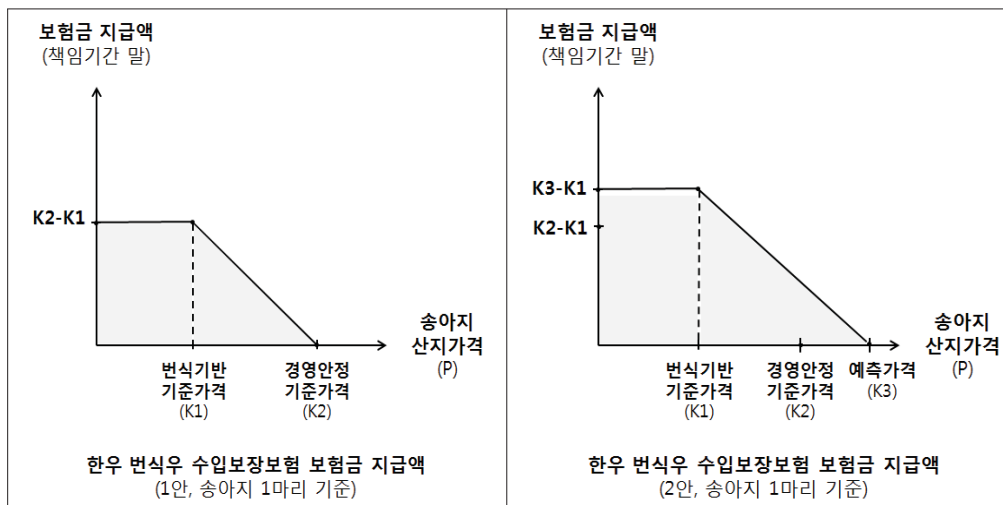 보험금 지급액
(책임기간 말)
K2-K1
송아지
산지가격
(P)
번식기반
기준가격
(K1)
경영안정
기준가격
(K2)
한우 번식우 수입보장보험 보험금 지급액
(1안, 송아지 1마리 기준)
보험금 지급액
(책임기간 말)
K3-K1
K2-K1
송아지
산지가격
(P)
번식기반
기준가격
(K1)
경영안정
기준가격
(K2)
예측가격
(K3)
한우 번식우 수입보장보험 보험금 지급액
(2안, 송아지 1마리 기준)